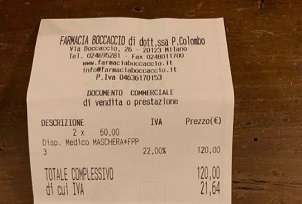 FARMACIA BOCCACCIO di dott.ssa P.Colombo
Via Boccaccio, 26 - 20123 Milano
Tel. 024695281 Fax 0248011700
www.farmaciaboccaccio.it
info@farmaciaboccaccio.it
P.Iva 04636170153
DOCUMENTO COMMERCIALE
di vendita o prestazione
DESCRIZIONE IVA Prezzo(€)
2 x 60,00
Disp. Medico MASCHERA*FPP
3 22,00% 120,00
TOTALE COMPLESSIVO 120,00
di cui IVA 21,64